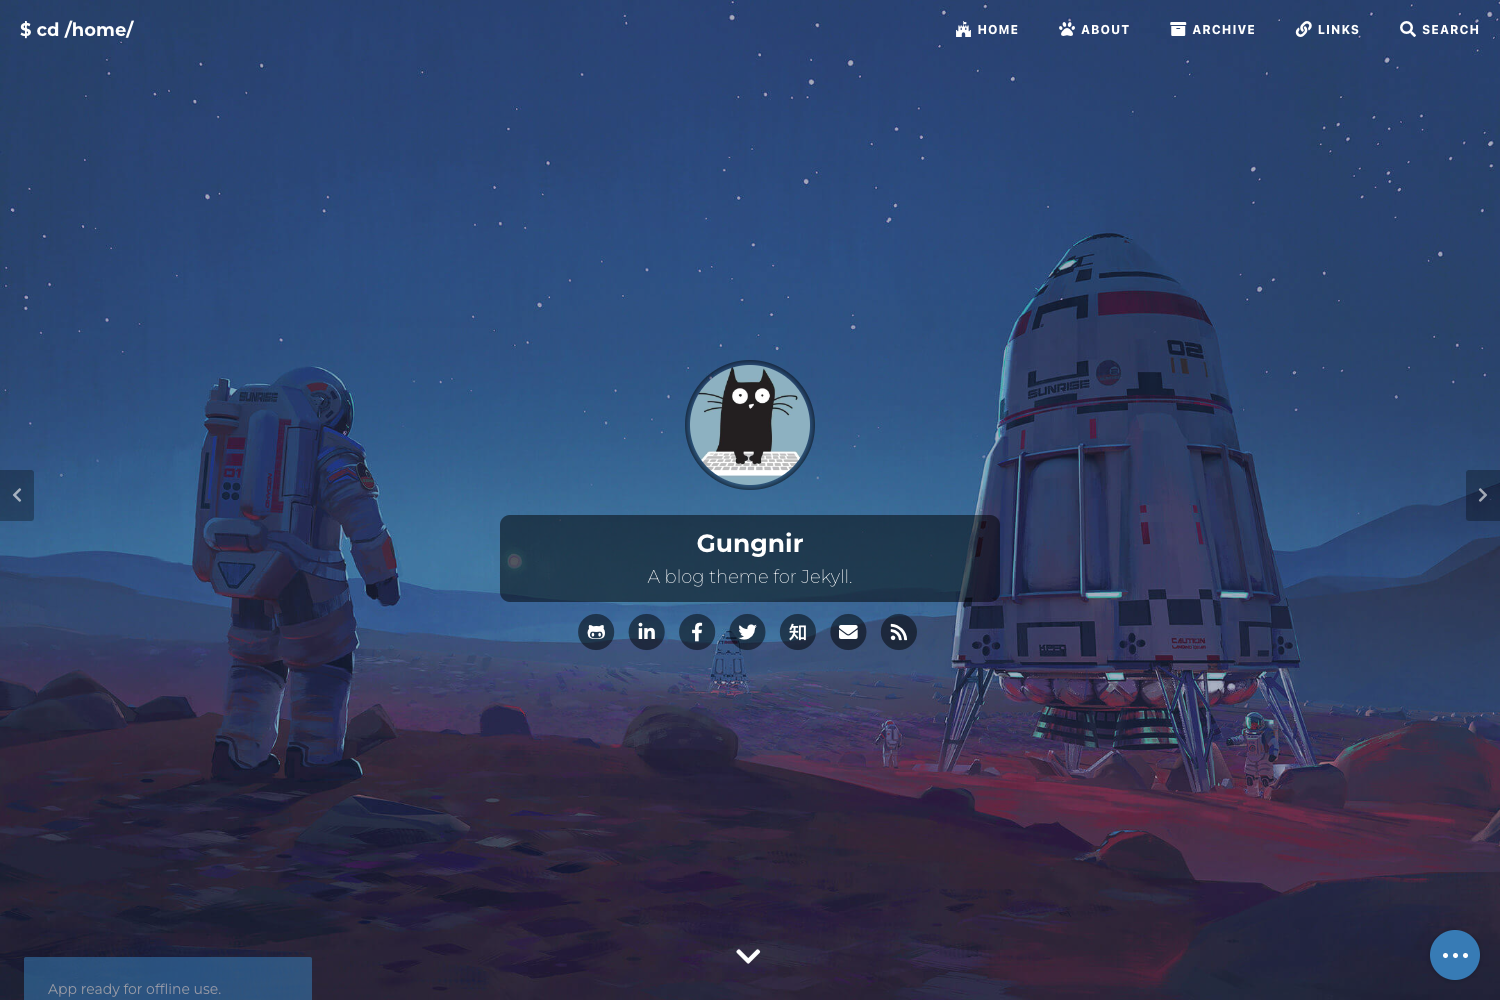 $ cd /home/
HOME
ABOUT
ARCHIVE
LINKS
SEARCH
02
SUNRISE
SUNRISE
01
Gungnir
A blog theme for Jekyll.
知
CAUTION
App ready for offline use.